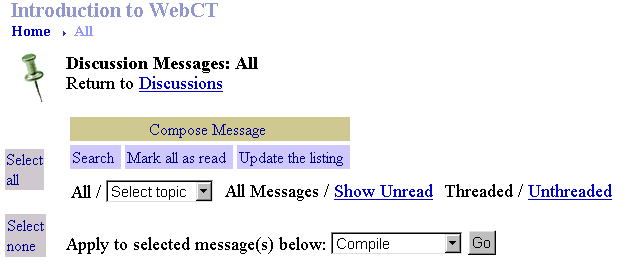 Introduction to WebCT
Home › All
Discussion Messages: All
Return to Discussions
Compose Message
Search Mark all as read Update the listing
Select
all
All / Select topic All Messages / Show Unread Threaded / Unthreaded
Select
none
Apply to selected message(s) below: Compile Go